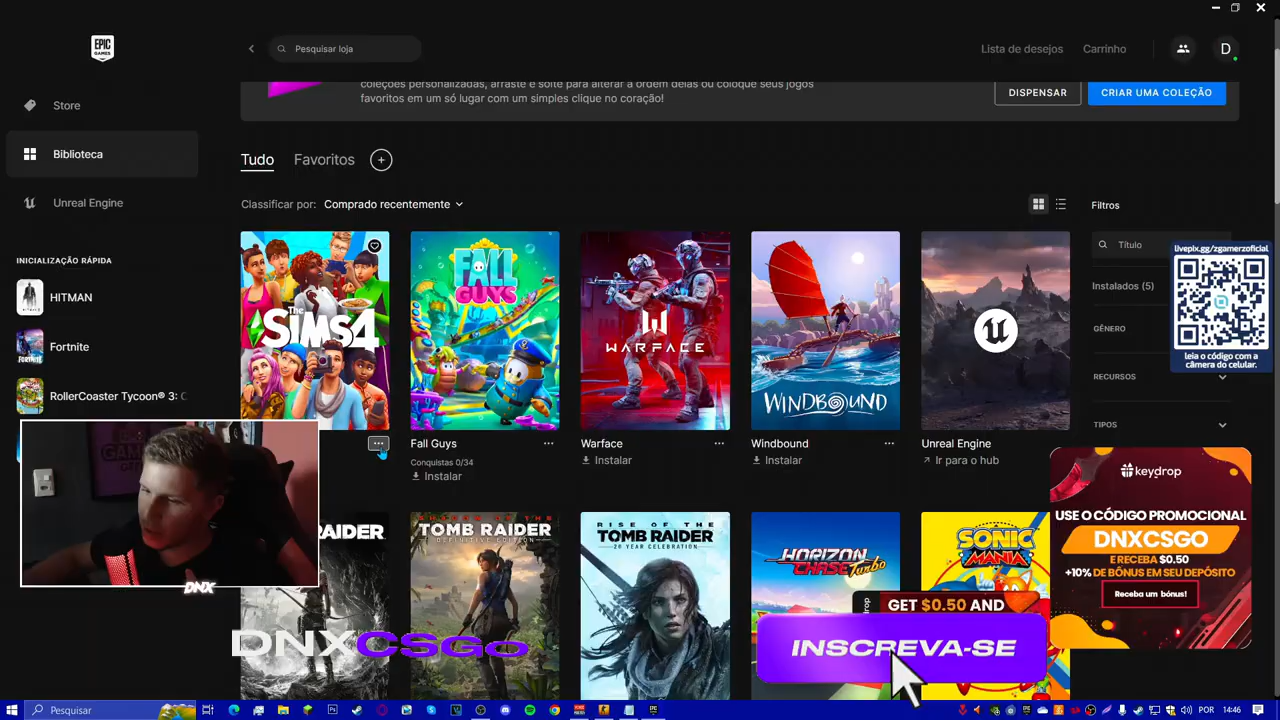 EPIC
GAMES
Pesquisar loja
Lista de desejos
Carrinho
D
coleções personalizadas, arraste e solte para alterar a ordem delas ou coloque seus jogos
favoritos em um só lugar com um simples clique no coração!
DISPENSAR
CRIAR UMA COLEÇÃO
Store
Biblioteca
Unreal Engine
INICIALIZAÇÃO RÁPIDA
HITMAN
Fortnite
RollerCoaster Tycoon® 3: C
Tudo
Favoritos
Classificar por:
Comprado recentemente
Filtros
Título
Instalados (5)
GÊNERO
RECURSOS
TIPOS
livepix.gg/zgamerzoficial
leia o código com a
câmera do celular.
The
SIMS4
FALL
GUYS
WARFACE
WINDBOUND
Fall Guys
Conquistas 0/34
Instalar
Warface
Instalar
Windbound
Instalar
Unreal Engine
Ir para o hub
RAIDER
SHADOW OF THE
TOMB RAIDER
DEFINITIVE EDITION
RISE OF THE
TOMB RAIDER
20 YEAR CELEBRATION
HORIZON
CHASE Turbo
SONIC
MANIA
keydrop
USE O CÓDIGO PROMOCIONAL
DNXCSGO
E RECEBA $0.50
+10% DE BÔNUS EM SEU DEPÓSITO
Receba um bônus!
GET $0.50 AND
INSCREVA-SE
DNX
DNXCSGO
Pesquisar
POR
14:46